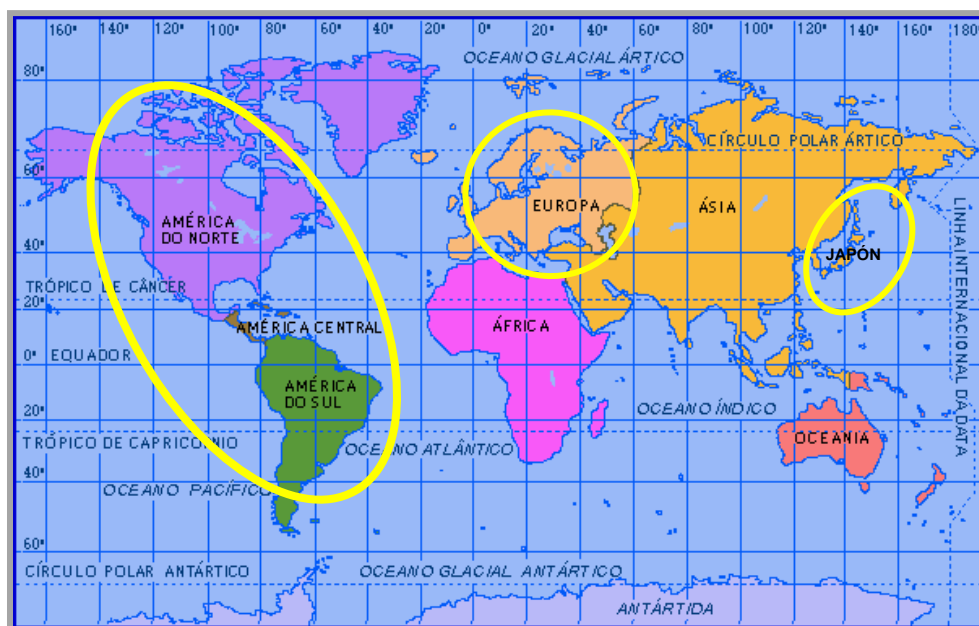 160° 140° 120° 100° 80° 60° 40° 20° 0° 20° 40° 60° 80° 100° 120° 140° 160° 180°
OCEANO GLACIAL ÁRTICO
80°
CÍRCULO POLAR ÁRTICO
60°
EUROPA
ÁSIA
AMÉRICA
DO NORTE
40°
JAPÓN
LINHA INTERNACIONAL DA DATA
TRÓPICO DE CÂNCER
20°
AMÉRICA CENTRAL
ÁFRICA
0° EQUADOR
AMÉRICA
DO SUL
OCEANO ÍNDICO
20°
TRÓPICO DE CAPRICÓRNIO
OCEANO ATLÂNTICO
OCEANIA
40°
OCEANO PACÍFICO
60°
CÍRCULO POLAR ANTÁRTICO
OCEANO GLACIAL ANTÁRTICO
ANTÁRTIDA